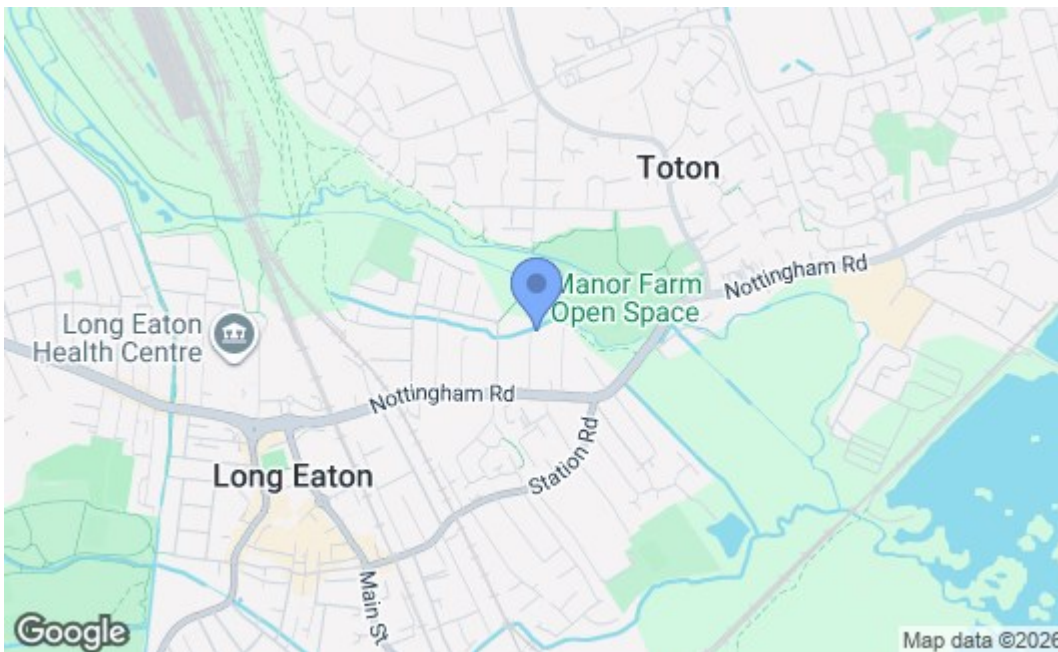 Toton
Manor Farm
Open Space
Nottingham Rd
Long Eaton
Health Centre
Nottingham Rd
Station Rd
Long Eaton
Main St
Google
Map data ©2026